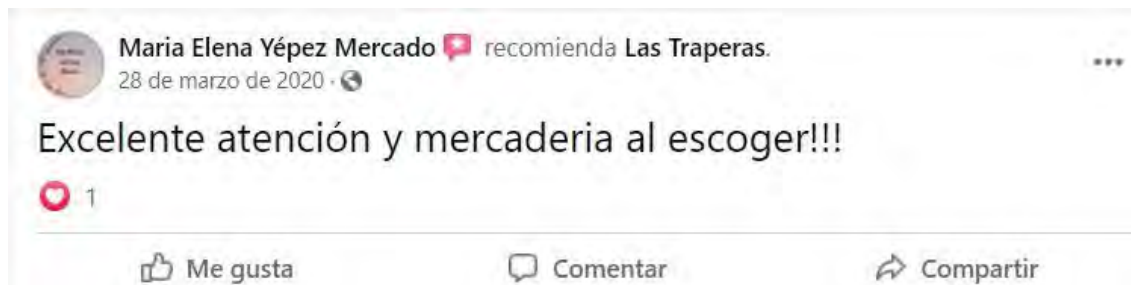 Maria Elena Yépez Mercado recomienda Las Traperas.
28 de marzo de 2020 ·
Excelente atención y mercaderia al escoger!!!
1
Me gusta Comentar Compartir